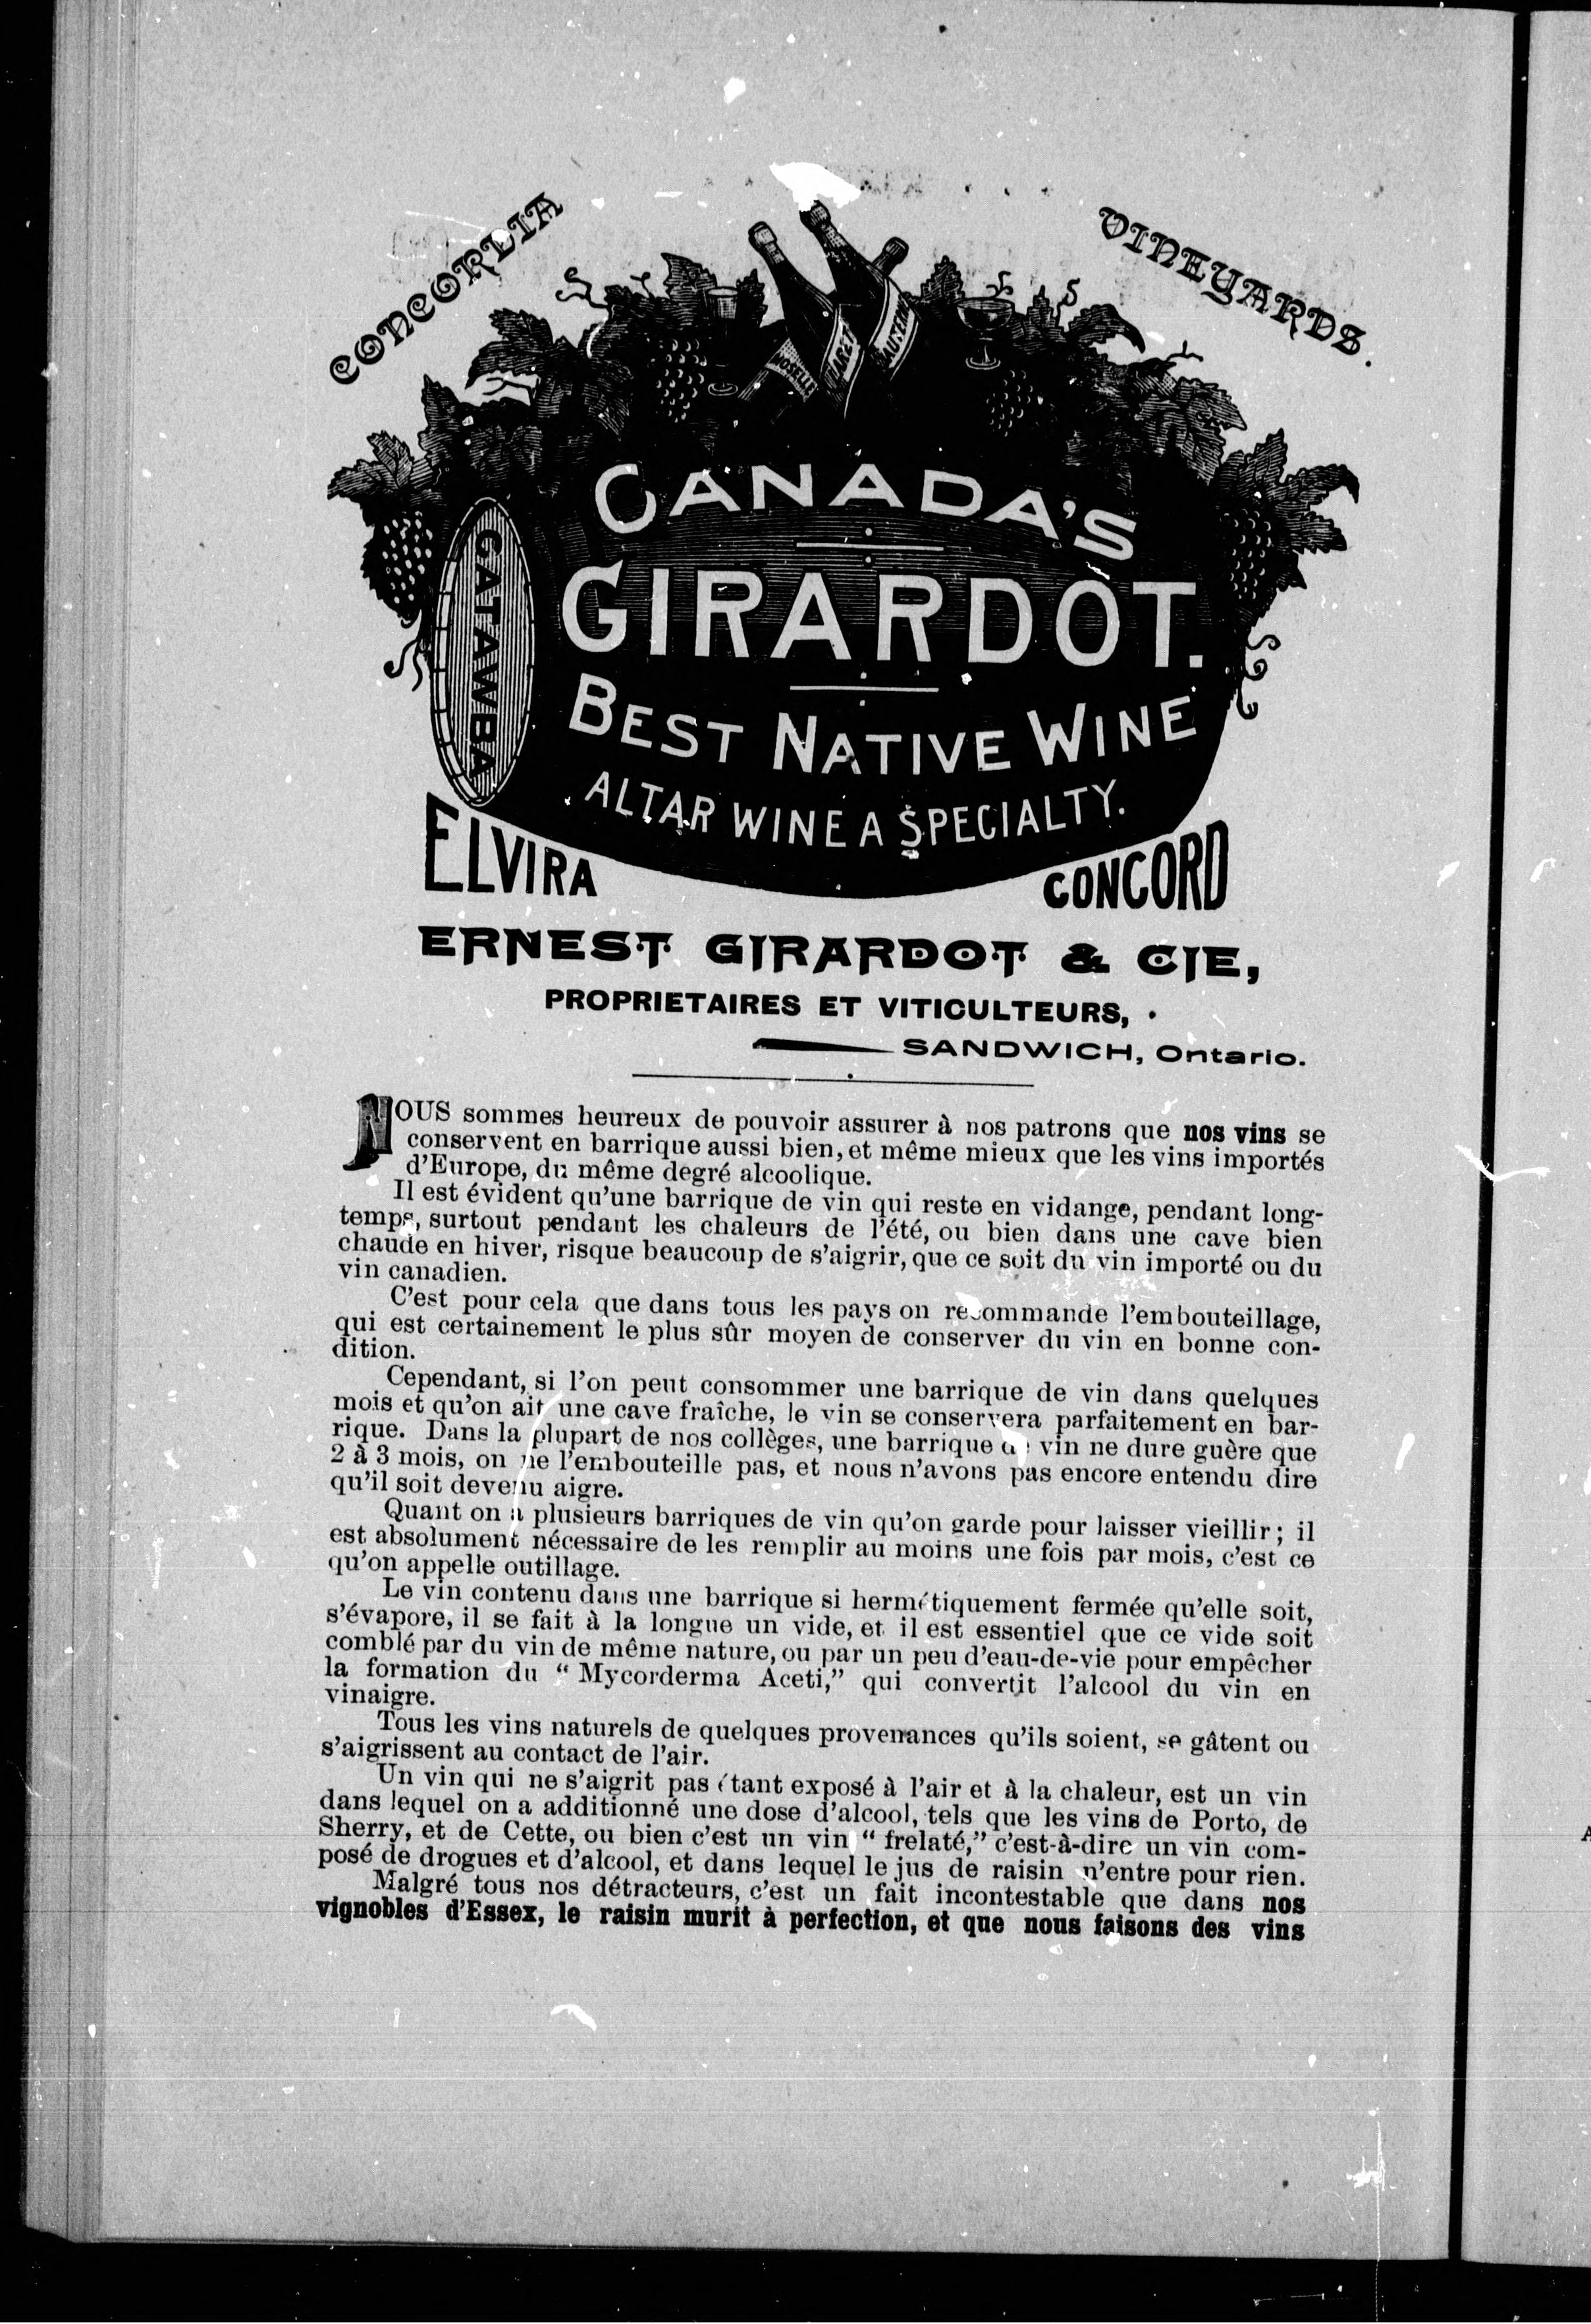 CONCORLIA VINEYARDS.
MOSELLE CLARET SAUTERN
CANADA'S
GIRARDOT.
CATAWBA
BEST NATIVE WINE
ALTAR WINE A SPECIALTY.
ELVIRA CONCORD
ERNEST GIRARDOT & CIE,
PROPRIETAIRES ET VITICULTEURS,
SANDWICH, Ontario.
NOUS sommes heureux de pouvoir assurer à nos patrons que nos vins se
conservent en barrique aussi bien, et même mieux que les vins importés
d'Europe, du même degré alcoolique.
Il est évident qu'une barrique de vin qui reste en vidange, pendant long-
temps, surtout pendant les chaleurs de l'été, ou bien dans une cave bien
chaude en hiver, risque beaucoup de s'aigrir, que ce soit du vin importé ou du
vin canadien.
C'est pour cela que dans tous les pays on recommande l'embouteillage,
qui est certainement le plus sûr moyen de conserver du vin en bonne con-
dition.
Cependant, si l'on peut consommer une barrique de vin dans quelques
mois et qu'on ait une cave fraîche, le vin se conservera parfaitement en bar-
rique. Dans la plupart de nos collèges, une barrique de vin ne dure guère que
2 à 3 mois, on ne l'embouteille pas, et nous n'avons pas encore entendu dire
qu'il soit devenu aigre.
Quant on a plusieurs barriques de vin qu'on garde pour laisser vieillir ; il
est absolument nécessaire de les remplir au moins une fois par mois, c'est ce
qu'on appelle outillage.
Le vin contenu dans une barrique si hermétiquement fermée qu'elle soit,
s'évapore, il se fait à la longue un vide, et il est essentiel que ce vide soit
comblé par du vin de même nature, ou par un peu d'eau-de-vie pour empêcher
la formation du “ Mycorderma Aceti,” qui convertit l'alcool du vin en
vinaigre.
Tous les vins naturels de quelques provenances qu'ils soient, se gâtent ou
s'aigrissent au contact de l'air.
Un vin qui ne s'aigrit pas étant exposé à l'air et à la chaleur, est un vin
dans lequel on a additionné une dose d'alcool, tels que les vins de Porto, de
Sherry, et de Cette, ou bien c'est un vin “ frelaté,” c'est-à-dire un vin com-
posé de drogues et d'alcool, et dans lequel le jus de raisin n'entre pour rien.
Malgré tous nos détracteurs, c'est un fait incontestable que dans nos
vignobles d'Essex, le raisin murit à perfection, et que nous faisons des vins